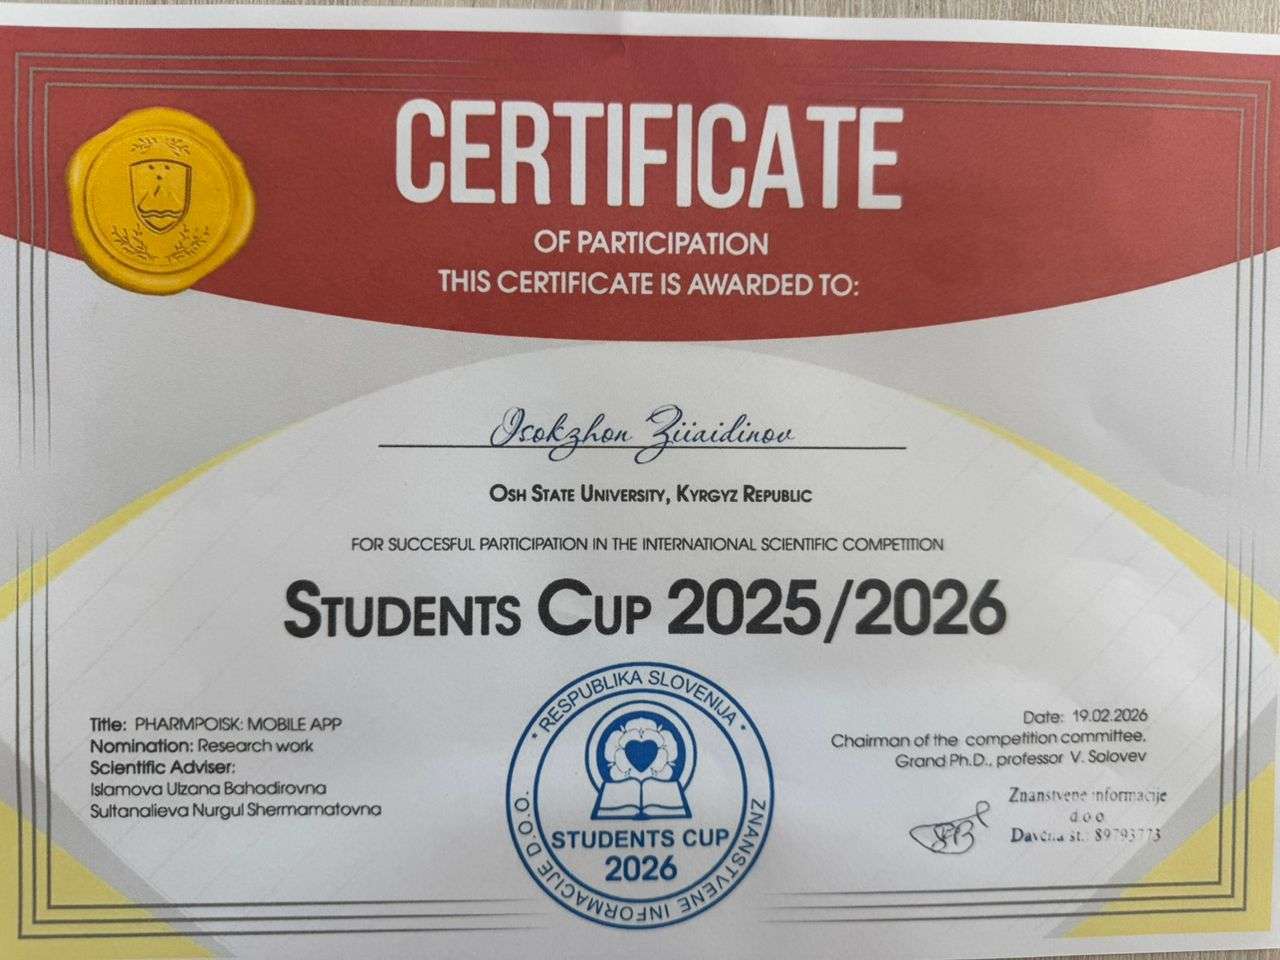 CERTIFICATE
OF PARTICIPATION
THIS CERTIFICATE IS AWARDED TO:
Isokzhon Ziiaidinov
OSH STATE UNIVERSITY, KYRGYZ REPUBLIC
FOR SUCCESFUL PARTICIPATION IN THE INTERNATIONAL SCIENTIFIC COMPETITION
STUDENTS CUP 2025/2026
Title: PHARMPOISK: MOBILE APP
Nomination: Research work
Scientific Adviser:
Islamova Ulzana Bahadirovna
Sultanalieva Nurgul Shermamatovna
RESPUBLIKA SLOVENIJA
ZNANSTVENE INFORMACIJE D.O.O.
STUDENTS CUP
2026
Date: 19.02.2026
Chairman of the competition committee.
Grand Ph.D., professor V. Solovev
Znanstvene informacije
d.o.o
Davčna št.: 89793773